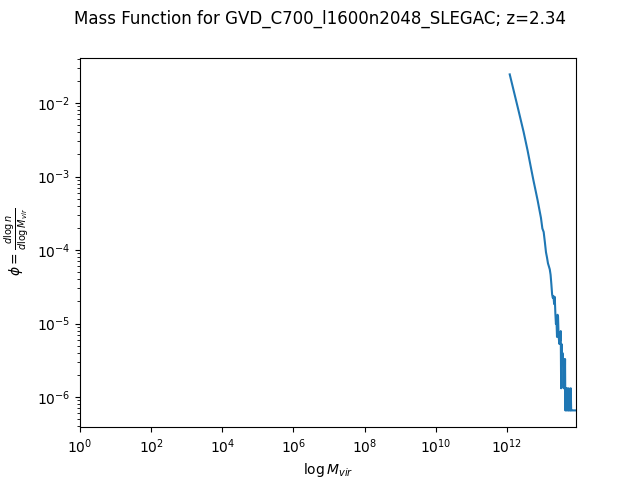 Mass Function for GVD_C700_l1600n2048_SLEGAC; z=2.34
10⁻²
10⁻³
10⁻⁴
10⁻⁵
10⁻⁶
ϕ = d log n / d log M_vir
10⁰ 10² 10⁴ 10⁶ 10⁸ 10¹⁰ 10¹²
log M_vir